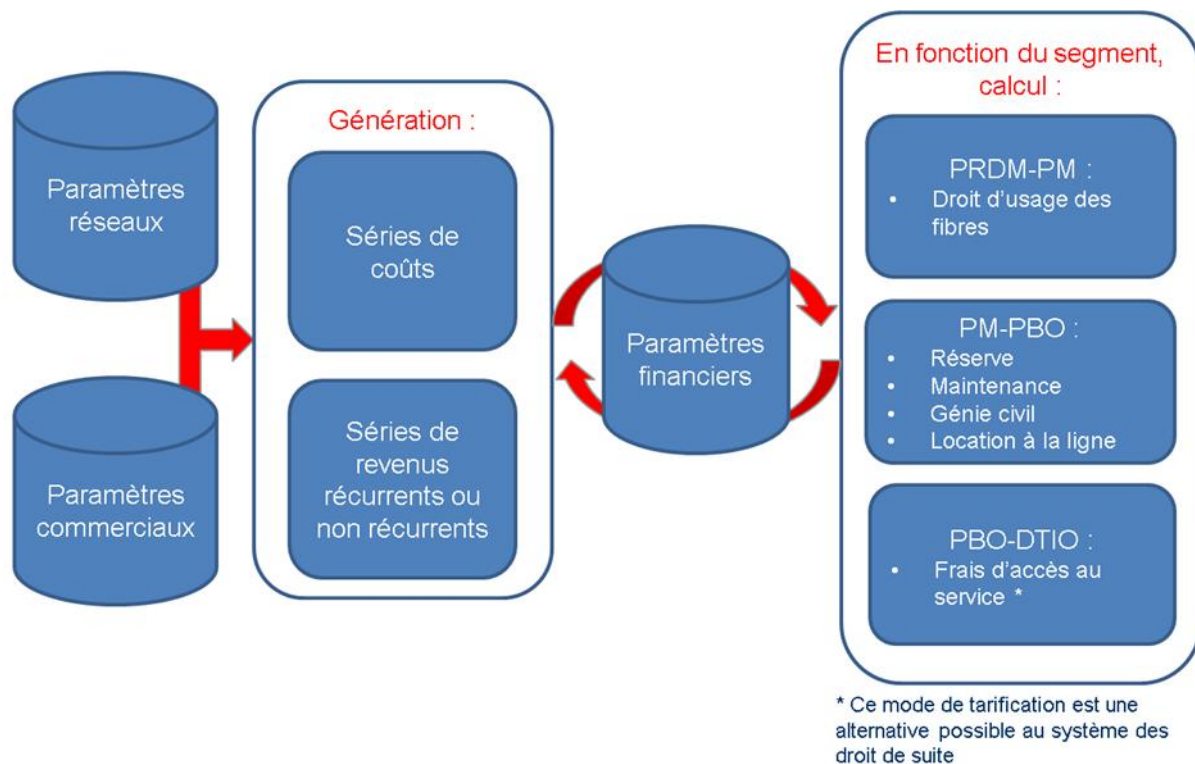 Paramètres
réseaux
Paramètres
commerciaux
Génération :
Séries de
coûts
Séries de
revenus
récurrents ou
non récurrents
Paramètres
financiers
En fonction du segment,
calcul :
PRDM-PM :
• Droit d'usage des
fibres
PM-PBO :
• Réserve
• Maintenance
• Génie civil
• Location à la ligne
PBO-DTIO :
• Frais d'accès au
service *
* Ce mode de tarification est une
alternative possible au système des
droit de suite